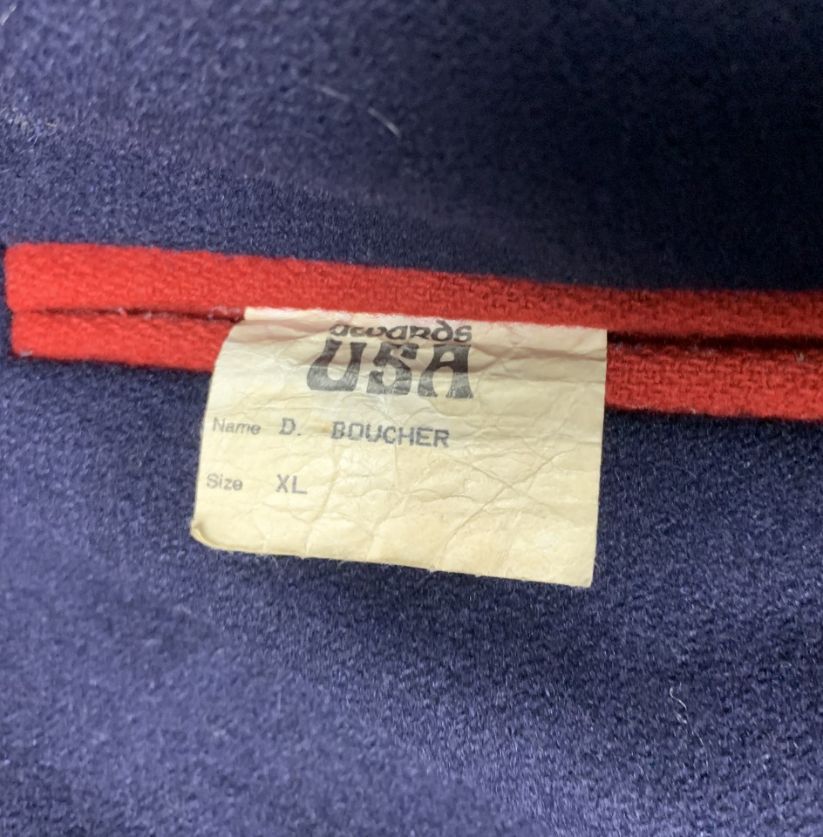 awards
USA
Name D. BOUCHER
Size XL